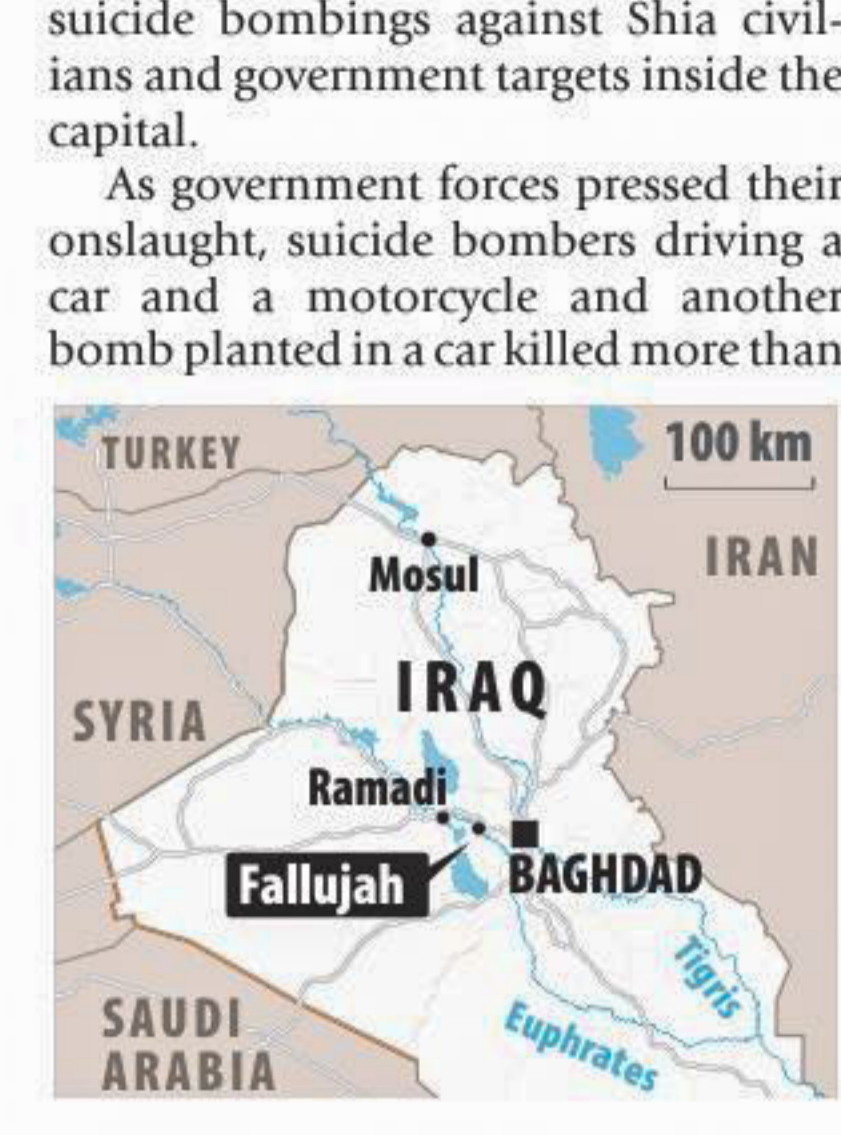 suicide bombings against Shia civil-
ians and government targets inside the
capital.
As government forces pressed their
onslaught, suicide bombers driving a
car and a motorcycle and another
bomb planted in a car killed more than
TURKEY
100 km
IRAN
Mosul
IRAQ
SYRIA
Ramadi
Fallujah
BAGHDAD
Tigris
Euphrates
SAUDI
ARABIA